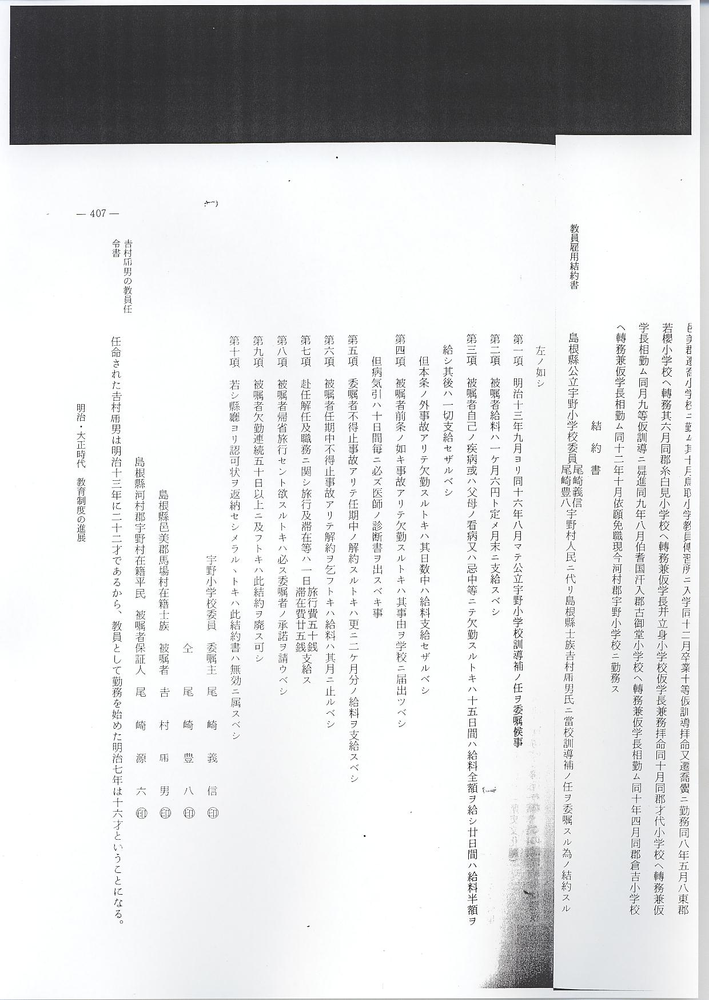 邑美郡遷喬小学校ニ勤ム其十月鳥取小学教員傳習所ニ入学同十二月卒業十等仮訓導拝命又遷喬黌ニ勤務同八年五月八東郡
若櫻小学校ヘ轉務其六月同郡糸白見小学校ヘ轉務兼仮学長并立身小学校仮学長兼務拝命同十月同郡才代小学校ヘ轉務兼仮
学長相勤ム同月九等仮訓導ニ曻進同九年八月伯耆国汗入郡古御堂小学校ヘ轉務兼仮学長相勤ム同十年四月同郡倉吉小学校
ヘ轉務兼仮学長相勤ム同十二年十月依願免職現今河村郡宇野小学校ニ勤務ス
結約書
教員雇用結約書
島根縣公立宇野小学校委員尾崎義信尾崎豊八宇野村人民ニ代リ島根縣士族𠮷村乕男氏ニ當校訓導補ノ任ヲ委嘱スル為ノ結約スル
左ノ如シ
第一項 明治十三年九月ヨリ同十六年八月マテ公立宇野小学校訓導補ノ任ヲ委嘱候事
第二項 被嘱者給料ハ一ケ月六円ト定メ月末ニ支給スベシ
第三項 被嘱者自己ノ疾病或ハ父母ノ看病又ハ忌中等ニテ欠勤スルトキハ十五日間ハ給料全額ヲ給シ廿日間ハ給料半額ヲ
給シ其後ハ一切支給セザルベシ
但本条ノ外事故アリテ欠勤スルトキハ其日数中ハ給料支給セザルベシ
第四項 被嘱者前条ノ如キ事故アリテ欠勤スルトキハ其事由ヲ学校ニ届出ツベシ
但病気引ハ十日間毎ニ必ズ医師ノ診断書ヲ出スベキ事
第五項 委嘱者不得止事故アリテ任期中ノ解約スルトキハ更ニ二ケ月分ノ給料ヲ支給スベシ
第六項 被嘱者任期中不得止事故アリテ解約ヲ乞フトキハ給料ハ其月ニ止ルベシ
第七項 赴任解任及職務ニ関シ旅行及滞在等ハ一日旅行費五十銭滞在費廿五銭支給ス
第八項 被嘱者帰省旅行セント欲スルトキハ必ス委嘱者ノ承諾ヲ請ウベシ
第九項 被嘱者欠勤連続五十日以上ニ及フトキハ此結約ヲ廃ス可シ
第十項 若シ縣廳ヨリ認可状ヲ返納セシメラルヽトキハ此結約書ハ無効ニ属スベシ
宇野小学校委員 委嘱主 尾崎義信㊞
仝 尾崎豊八㊞
島根縣邑美郡馬場村在籍士族 被嘱者 𠮷村乕男㊞
島根縣河村郡宇野村在籍平民 被嘱者保証人 尾崎源六㊞
𠮷村乕男の教員任
令書
任命された𠮷村乕男は明治十三年に二十二才であるから、教員として勤務を始めた明治七年は十六才ということになる。
明治・大正時代 教育制度の進展
— 407 —